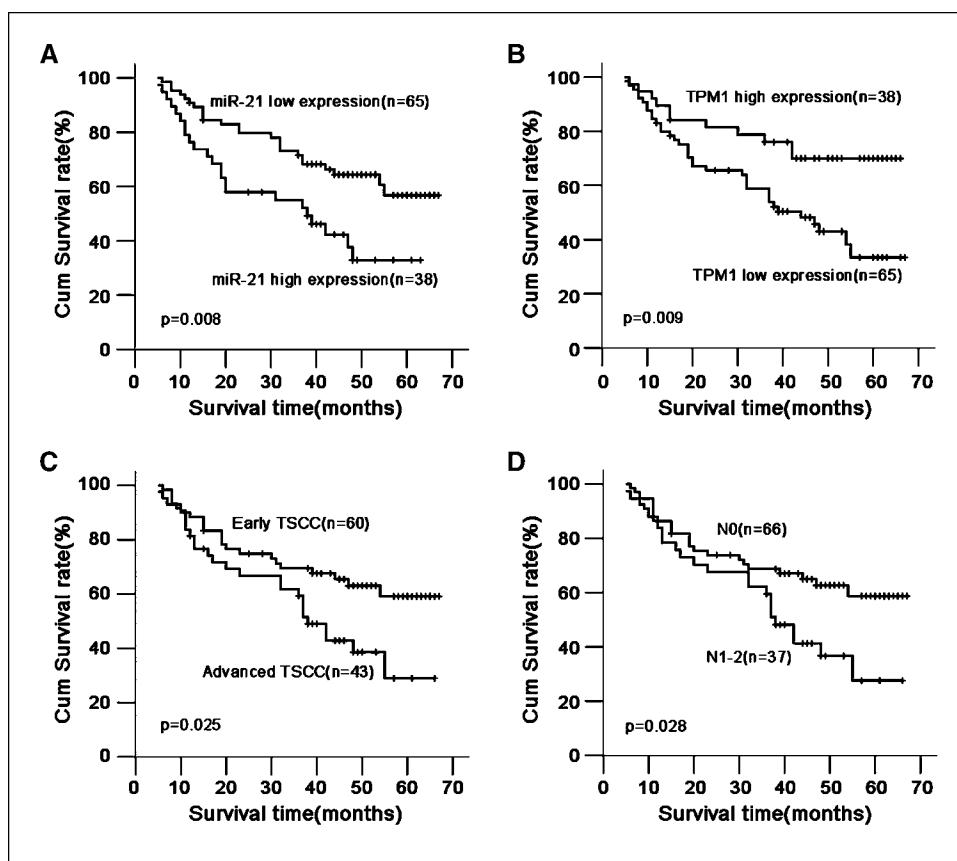 A
Cum Survival rate(%)
100
80
60
40
20
0
miR-21 low expression(n=65)
miR-21 high expression(n=38)
p=0.008
0 10 20 30 40 50 60 70
Survival time(months)
B
Cum Survival rate(%)
100
80
60
40
20
0
TPM1 high expression(n=38)
TPM1 low expression(n=65)
p=0.009
0 10 20 30 40 50 60 70
Survival time(months)
C
Cum Survival rate(%)
100
80
60
40
20
0
Early TSCC(n=60)
Advanced TSCC(n=43)
p=0.025
0 10 20 30 40 50 60 70
Survival time(months)
D
Cum Survival rate(%)
100
80
60
40
20
0
N0(n=66)
N1-2(n=37)
p=0.028
0 10 20 30 40 50 60 70
Survival time(months)